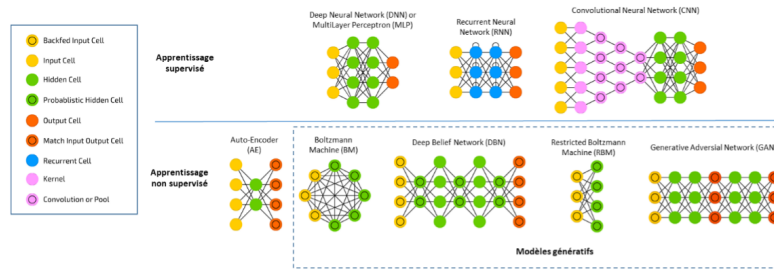 Backfed Input Cell
Input Cell
Hidden Cell
Probablistic Hidden Cell
Output Cell
Match Input Output Cell
Recurrent Cell
Kernel
Convolution or Pool
Apprentissage
supervisé
Deep Neural Network (DNN) or
MultiLayer Perceptron (MLP)
Recurrent Neural
Network (RNN)
Convolutional Neural Network (CNN)
Apprentissage
non supervisé
Auto-Encoder
(AE)
Boltzmann
Machine (BM)
Deep Belief Network (DBN)
Restricted Boltzmann
Machine (RBM)
Generative Adversial Network (GAN
Modèles génératifs